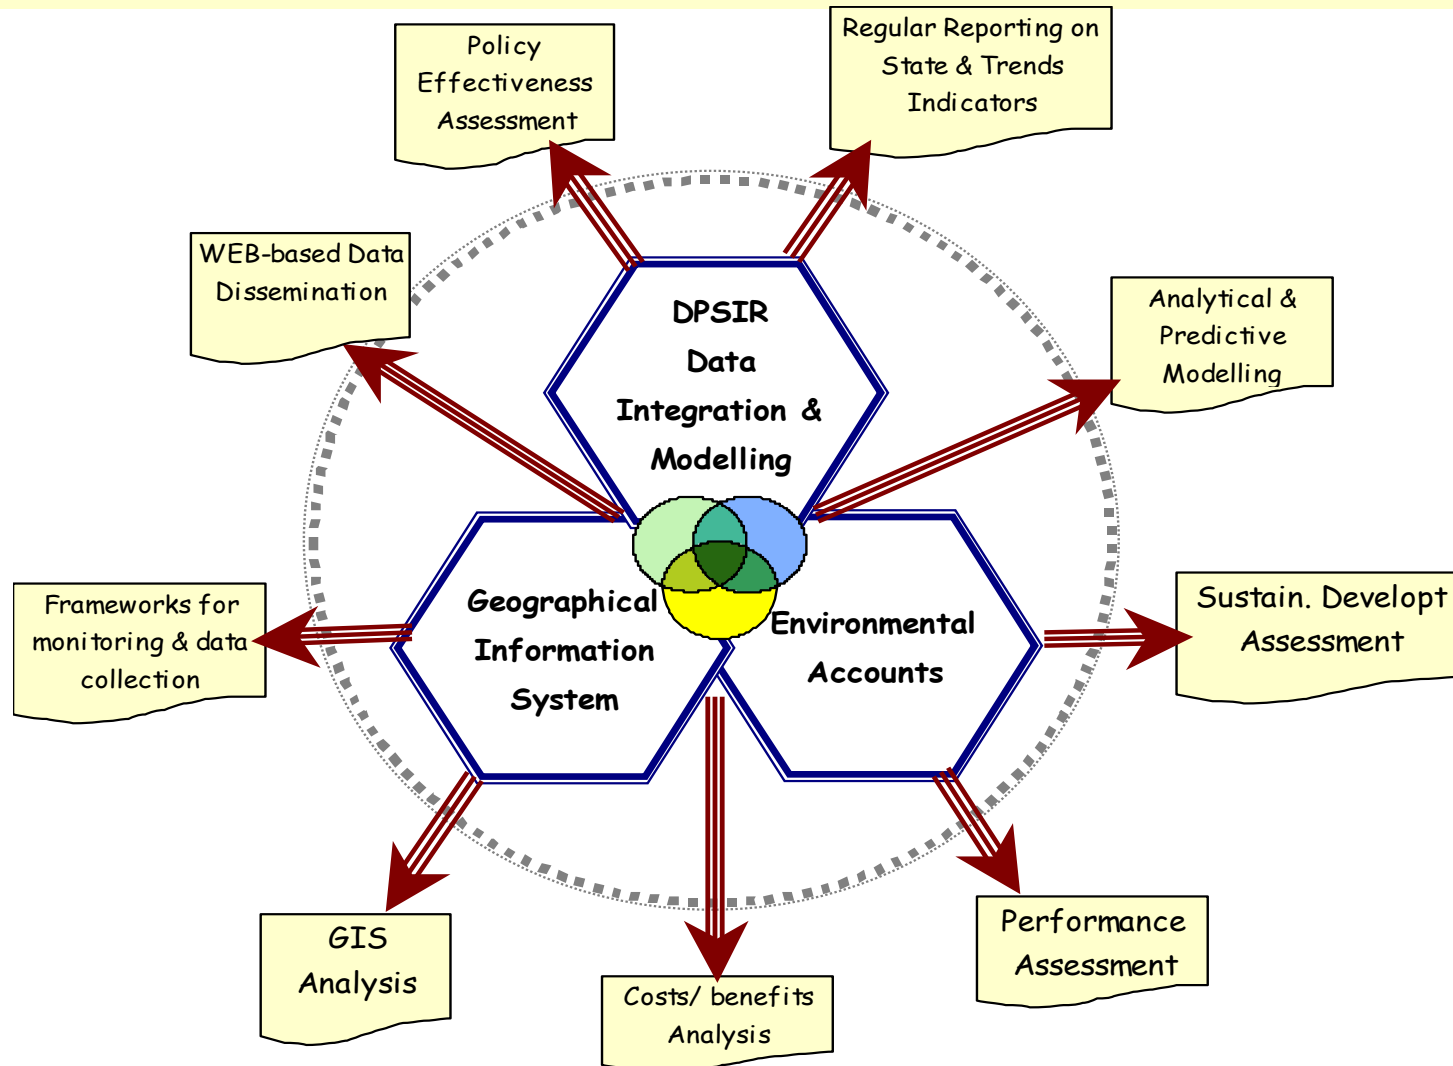 Policy
Effectiveness
Assessment
Regular Reporting on
State & Trends
Indicators
WEB-based Data
Dissemination
Analytical &
Predictive
Modelling
DPSIR
Data
Integration &
Modelling
Geographical
Information
System
Environmental
Accounts
Frameworks for
monitoring & data
collection
Sustain. Developt
Assessment
GIS
Analysis
Costs/ benefits
Analysis
Performance
Assessment